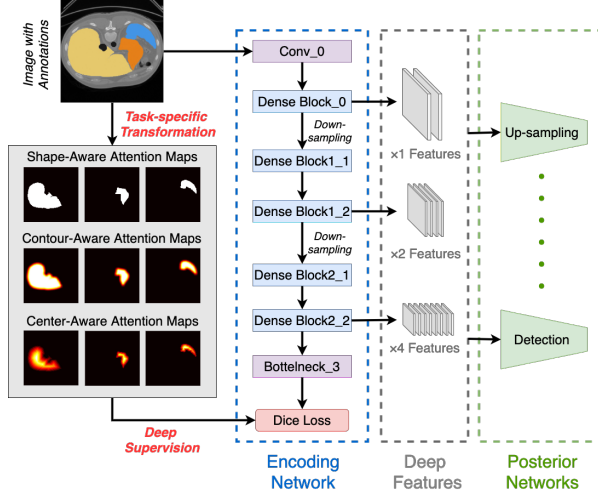 Image with
Annotations
Task-specific
Transformation
Shape-Aware Attention Maps
Contour-Aware Attention Maps
Center-Aware Attention Maps
Deep
Supervision
Conv_0
Dense Block_0
Down-
sampling
Dense Block1_1
Dense Block1_2
Down-
sampling
Dense Block2_1
Dense Block2_2
Bottelneck_3
Dice Loss
Encoding
Network
×1 Features
×2 Features
×4 Features
Deep
Features
Up-sampling
Detection
Posterior
Networks